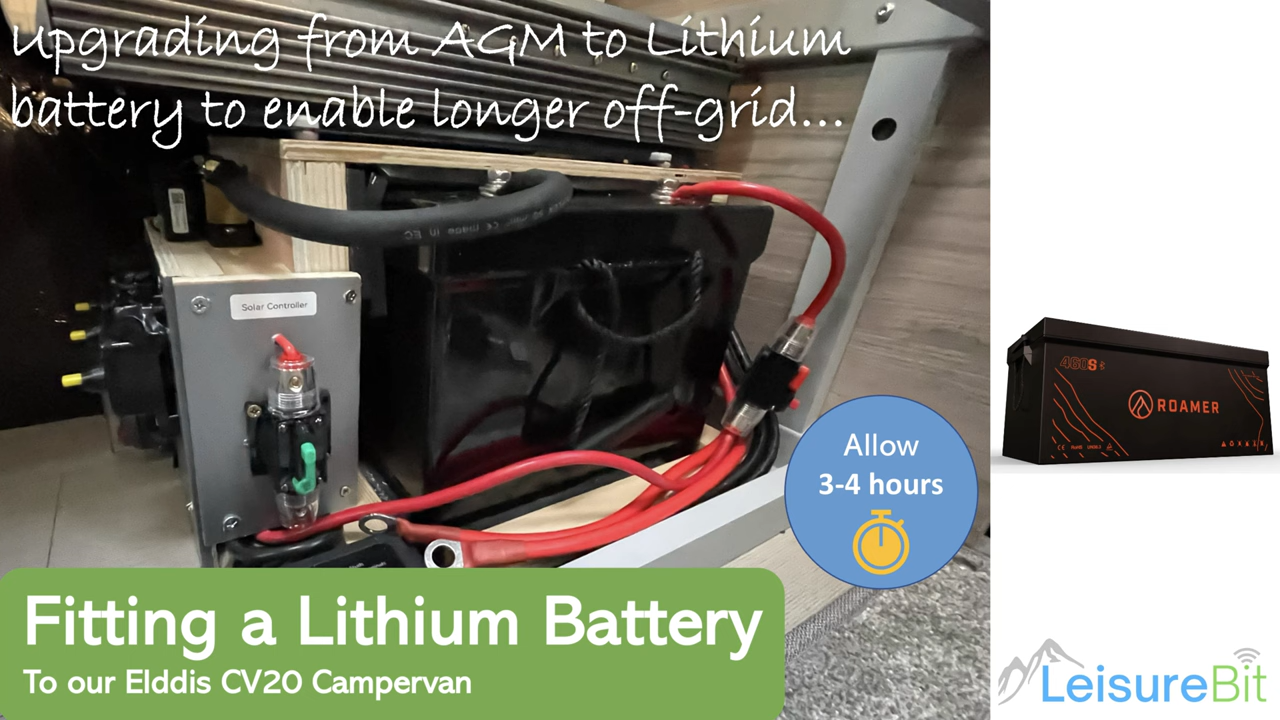 Upgrading from AGM to Lithium
battery to enable longer off-grid...
Solar Controller
Allow
3-4 hours
460S
ROAMER
Fitting a Lithium Battery
To our Elddis CV20 Campervan
LeisureBit